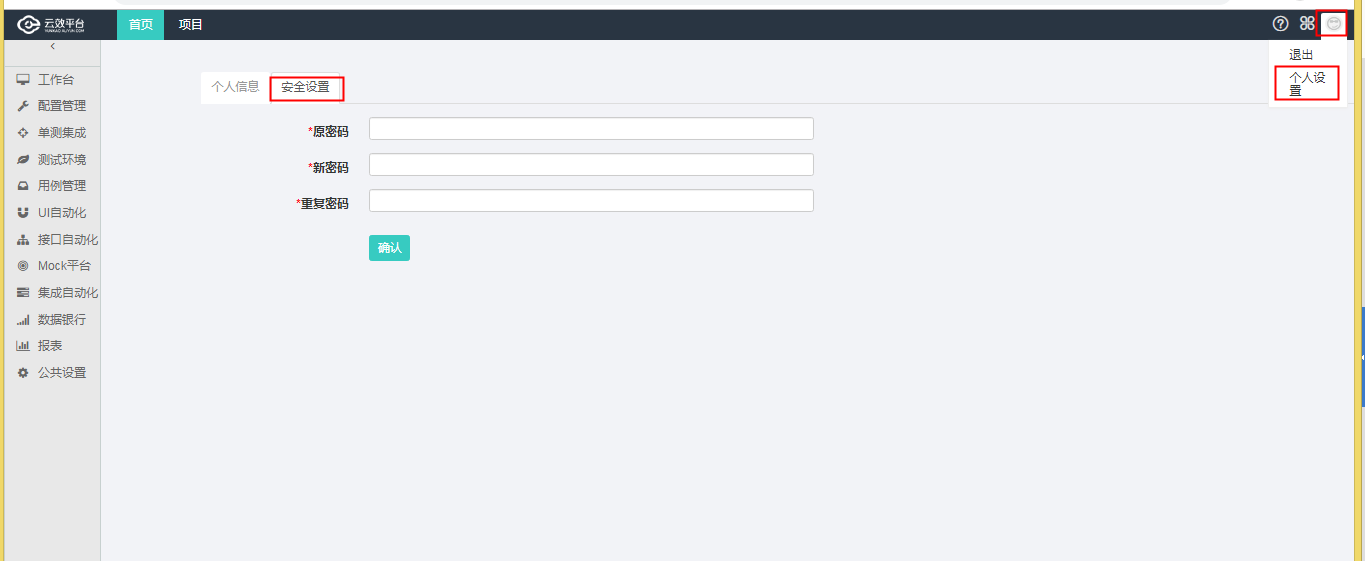 云效平台
YUNXIAO.ALIYUN.COM
首页
项目
退出
个人设
置
工作台
配置管理
单测集成
测试环境
用例管理
UI自动化
接口自动化
Mock平台
集成自动化
数据银行
报表
公共设置
个人信息
安全设置
*原密码
*新密码
*重复密码
确认